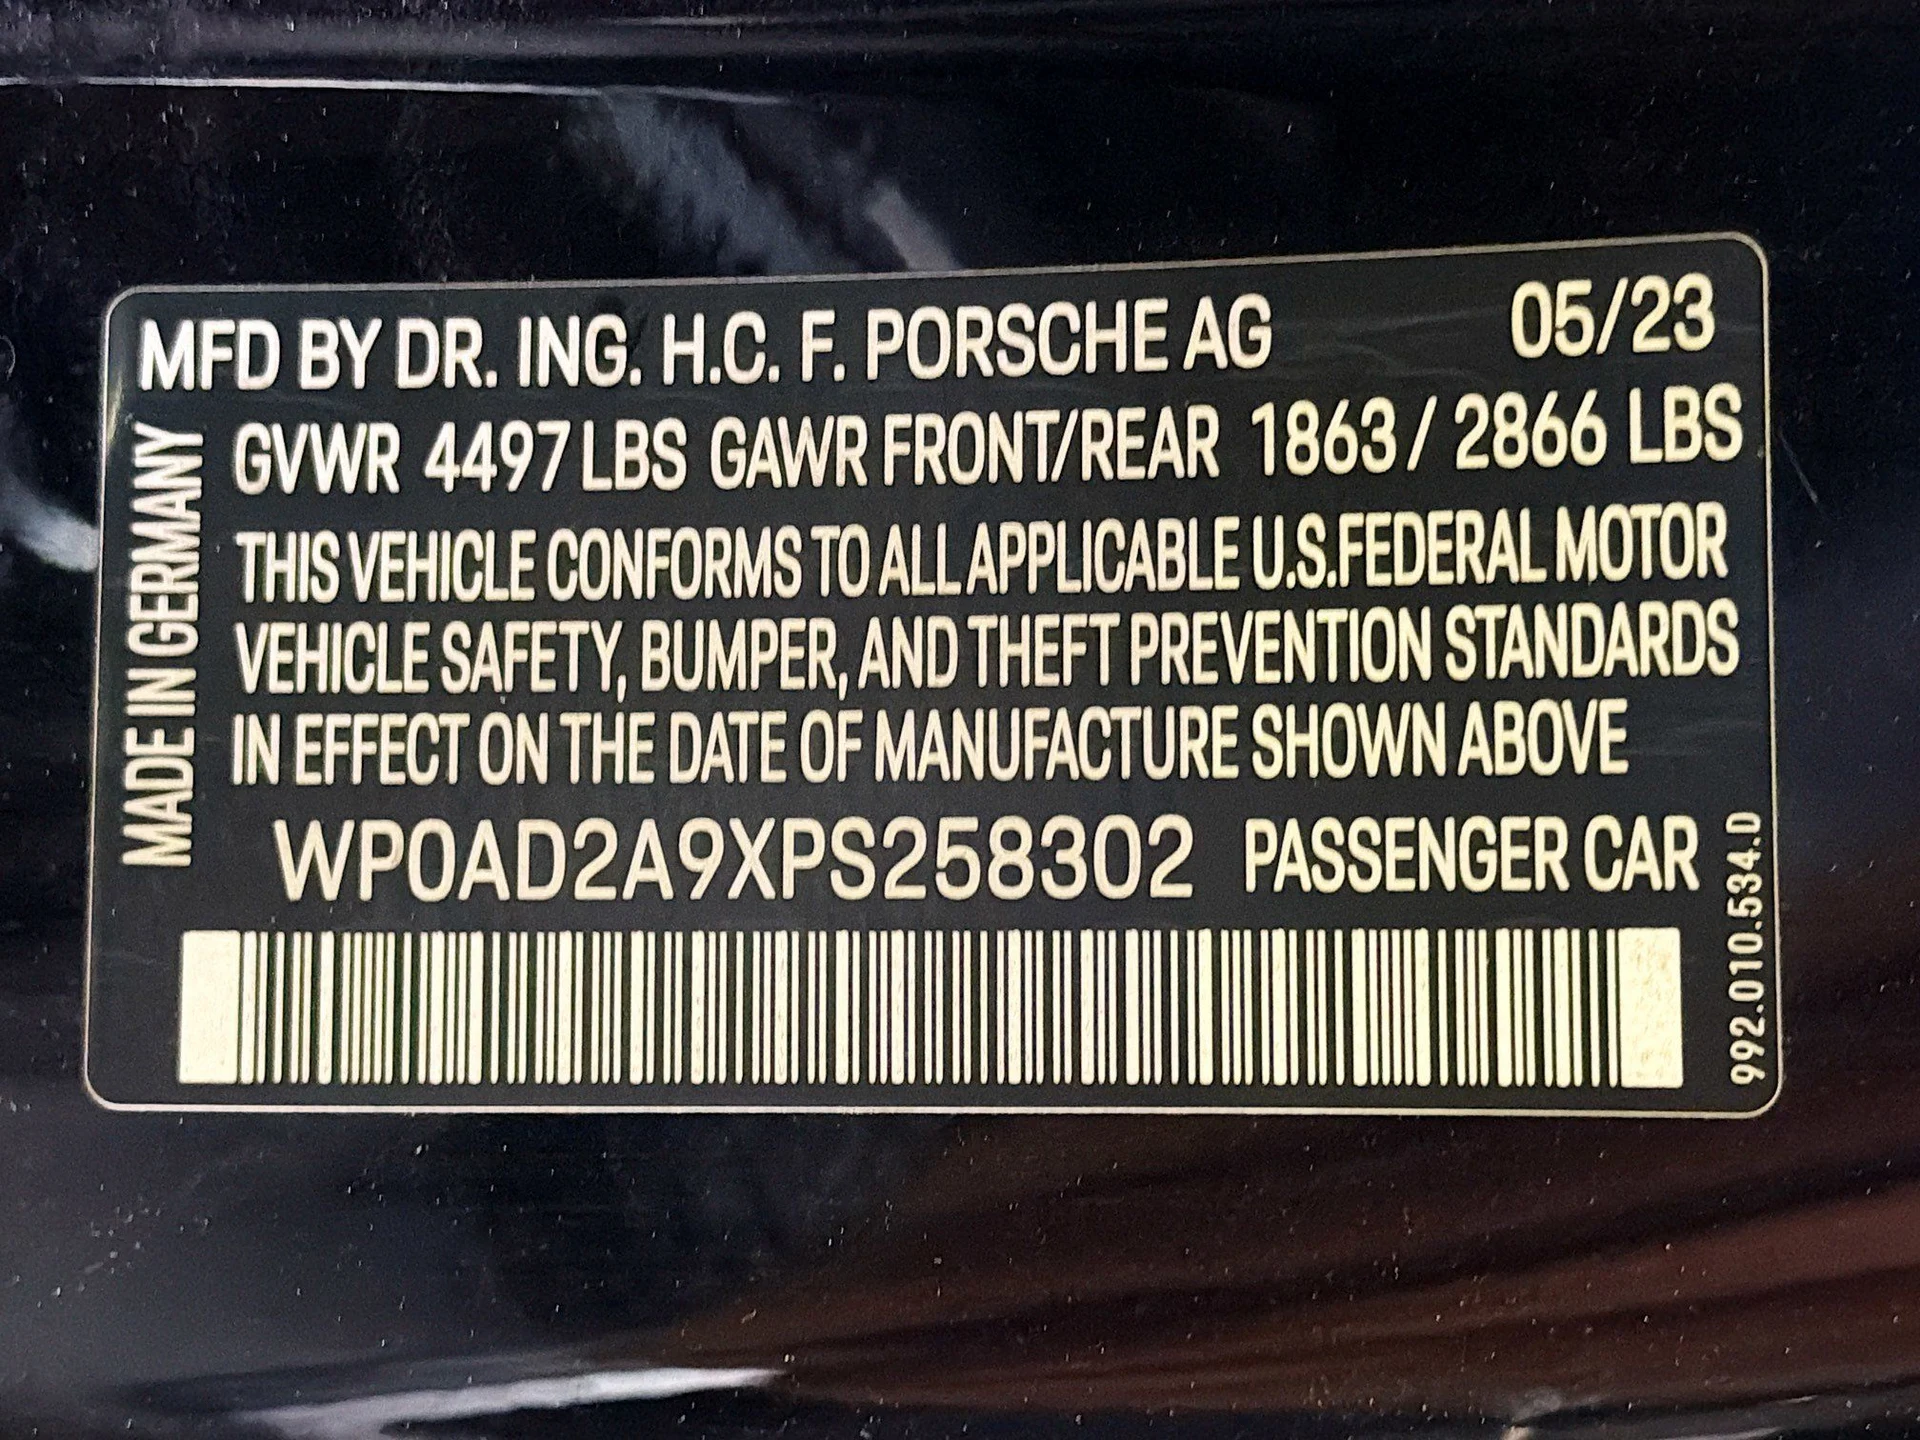 MFD BY DR. ING. H.C. F. PORSCHE AG 05/23
GVWR 4497 LBS GAWR FRONT/REAR 1863 / 2866 LBS
THIS VEHICLE CONFORMS TO ALL APPLICABLE U.S.FEDERAL MOTOR
VEHICLE SAFETY, BUMPER, AND THEFT PREVENTION STANDARDS
IN EFFECT ON THE DATE OF MANUFACTURE SHOWN ABOVE
WP0AD2A9XPS258302 PASSENGER CAR
MADE IN GERMANY
992.010.534.D